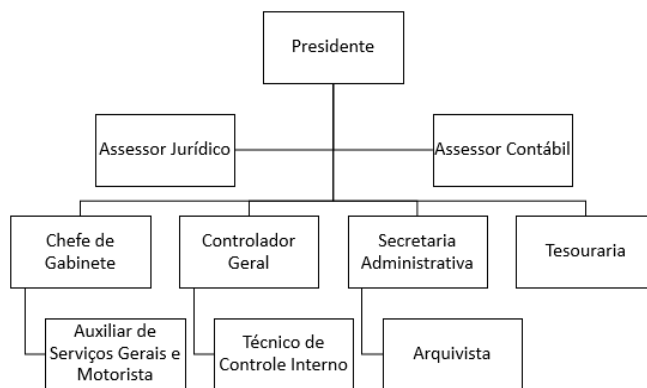 Presidente
Assessor Jurídico
Assessor Contábil
Chefe de
Gabinete
Controlador
Geral
Secretaria
Administrativa
Tesouraria
Auxiliar de
Serviços Gerais e
Motorista
Técnico de
Controle Interno
Arquivista